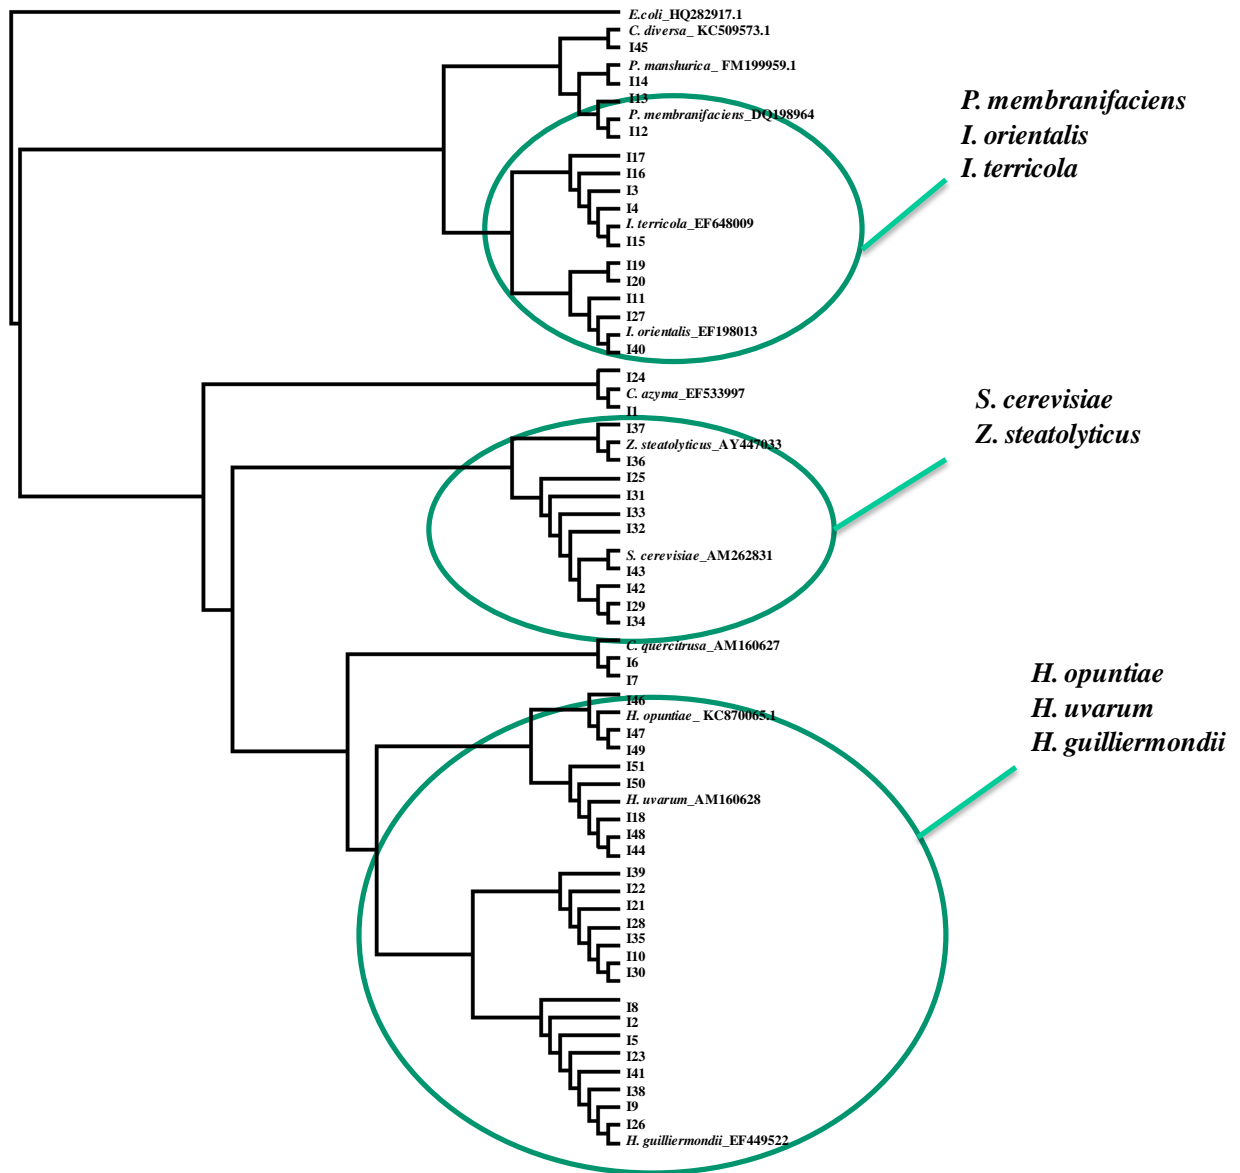 E.coli_HQ282917.1
C. diversa_ KC509573.1
I45
P. manshurica_ FM199959.1
I14
I13
P. membranifaciens_DQ198964
I12
I17
I16
I3
I4
I. terricola_EF648009
I15
I19
I20
I11
I27
I. orientalis_EF198013
I40
I24
C. azyma_EF533997
I1
I37
Z. steatolyticus_AY447033
I36
I25
I31
I33
I32
S. cerevisiae_AM262831
I43
I42
I29
I34
C. quercitrusa_AM160627
I6
I7
I46
H. opuntiae_ KC870065.1
I47
I49
I51
I50
H. uvarum_AM160628
I18
I48
I44
I39
I22
I21
I28
I35
I10
I30
I8
I2
I5
I23
I41
I38
I9
I26
H. guilliermondii_EF449522
P. membranifaciens
I. orientalis
I. terricola
S. cerevisiae
Z. steatolyticus
H. opuntiae
H. uvarum
H. guilliermondii